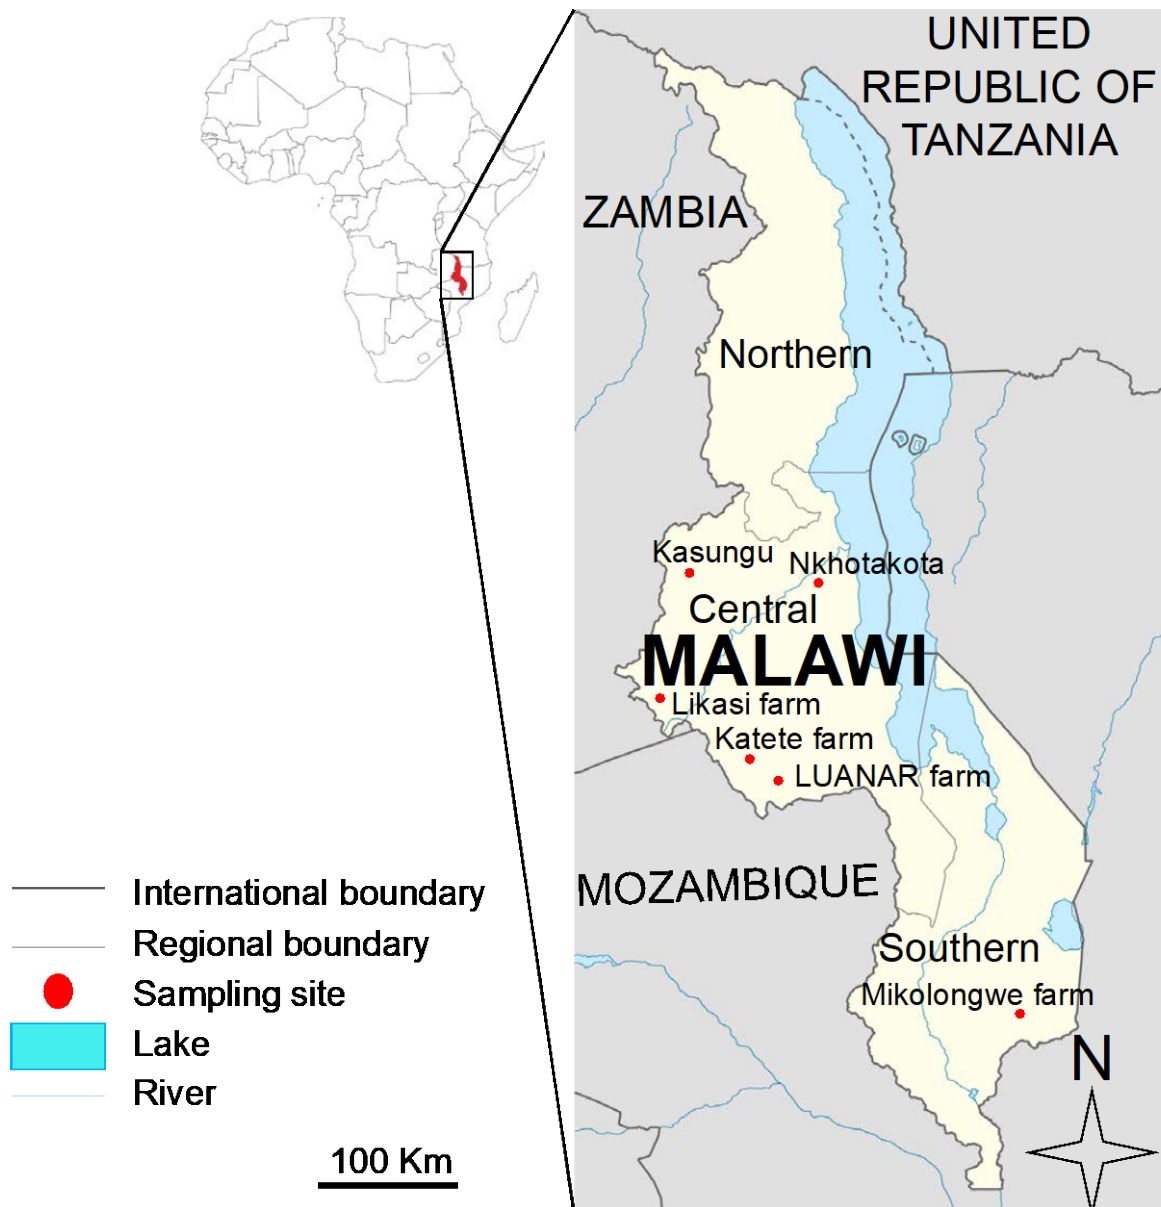 UNITED
REPUBLIC OF
TANZANIA
ZAMBIA
Northern
Kasungu
Nkhotakota
Central
MALAWI
Likasi farm
Katete farm
LUANAR farm
MOZAMBIQUE
Southern
Mikolongwe farm
N
International boundary
Regional boundary
Sampling site
Lake
River
100 Km